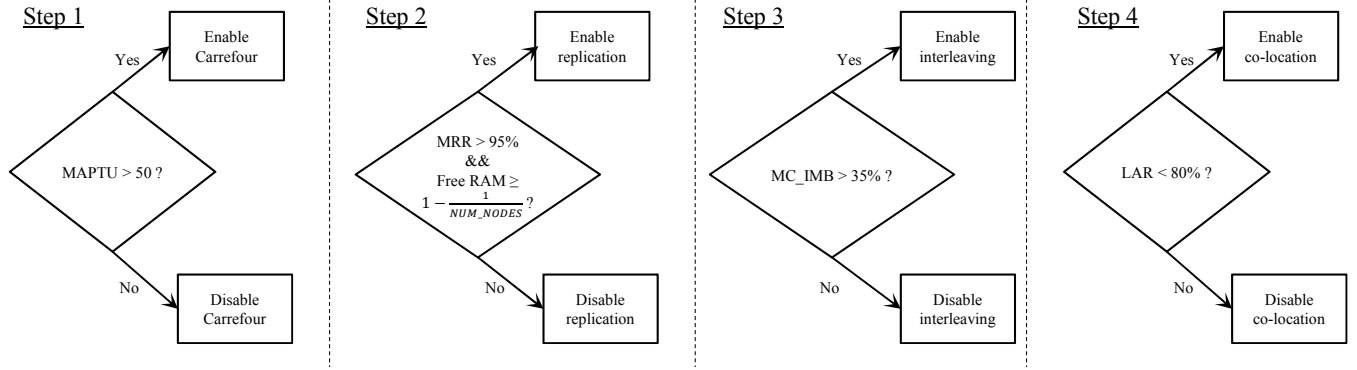 Step 1
Enable
Carrefour
Yes
MAPTU > 50 ?
No
Disable
Carrefour
Step 2
Enable
replication
Yes
MRR > 95%
&&
Free RAM ≥
1 − 1/NUM_NODES ?
No
Disable
replication
Step 3
Enable
interleaving
Yes
MC_IMB > 35% ?
No
Disable
interleaving
Step 4
Enable
co-location
Yes
LAR < 80% ?
No
Disable
co-location